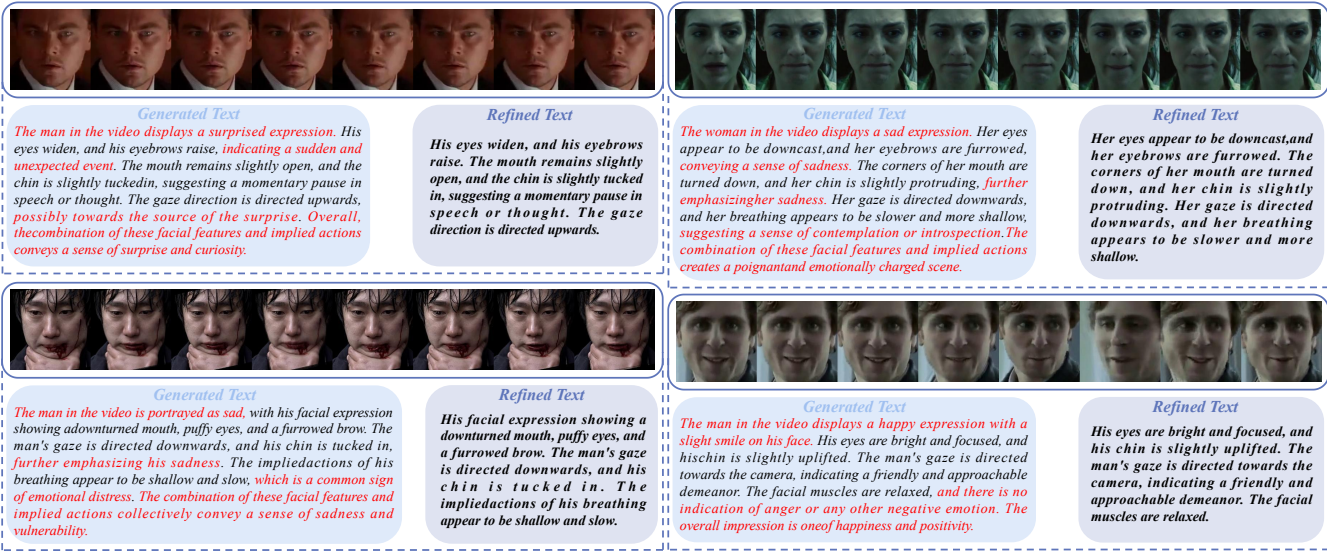 Generated Text
The man in the video displays a surprised expression. His
eyes widen, and his eyebrows raise, indicating a sudden and
unexpected event. The mouth remains slightly open, and the
chin is slightly tuckedin, suggesting a momentary pause in
speech or thought. The gaze direction is directed upwards,
possibly towards the source of the surprise. Overall,
thecombination of these facial features and implied actions
conveys a sense of surprise and curiosity.
Refined Text
His eyes widen, and his eyebrows
raise. The mouth remains slightly
open, and the chin is slightly tucked
in, suggesting a momentary pause in
speech or thought. The gaze
direction is directed upwards.
Generated Text
The woman in the video displays a sad expression. Her eyes
appear to be downcast,and her eyebrows are furrowed,
conveying a sense of sadness. The corners of her mouth are
turned down, and her chin is slightly protruding, further
emphasizingher sadness. Her gaze is directed downwards,
and her breathing appears to be slower and more shallow,
suggesting a sense of contemplation or introspection.The
combination of these facial features and implied actions
creates a poignantand emotionally charged scene.
Refined Text
Her eyes appear to be downcast,and
her eyebrows are furrowed. The
corners of her mouth are turned
down, and her chin is slightly
protruding. Her gaze is directed
downwards, and her breathing
appears to be slower and more
shallow.
Generated Text
The man in the video is portrayed as sad, with his facial expression
showing adownturned mouth, puffy eyes, and a furrowed brow. The
man's gaze is directed downwards, and his chin is tucked in,
further emphasizing his sadness. The impliedactions of his
breathing appear to be shallow and slow, which is a common sign
of emotional distress. The combination of these facial features and
implied actions collectively convey a sense of sadness and
vulnerability.
Refined Text
His facial expression showing a
downturned mouth, puffy eyes, and
a furrowed brow. The man's gaze
is directed downwards, and his
chin is tucked in. The
impliedactions of his breathing
appear to be shallow and slow.
Generated Text
The man in the video displays a happy expression with a
slight smile on his face. His eyes are bright and focused, and
hischin is slightly uplifted. The man's gaze is directed
towards the camera, indicating a friendly and approachable
demeanor. The facial muscles are relaxed, and there is no
indication of anger or any other negative emotion. The
overall impression is oneof happiness and positivity.
Refined Text
His eyes are bright and focused, and
his chin is slightly uplifted. The
man's gaze is directed towards the
camera, indicating a friendly and
approachable demeanor. The facial
muscles are relaxed.